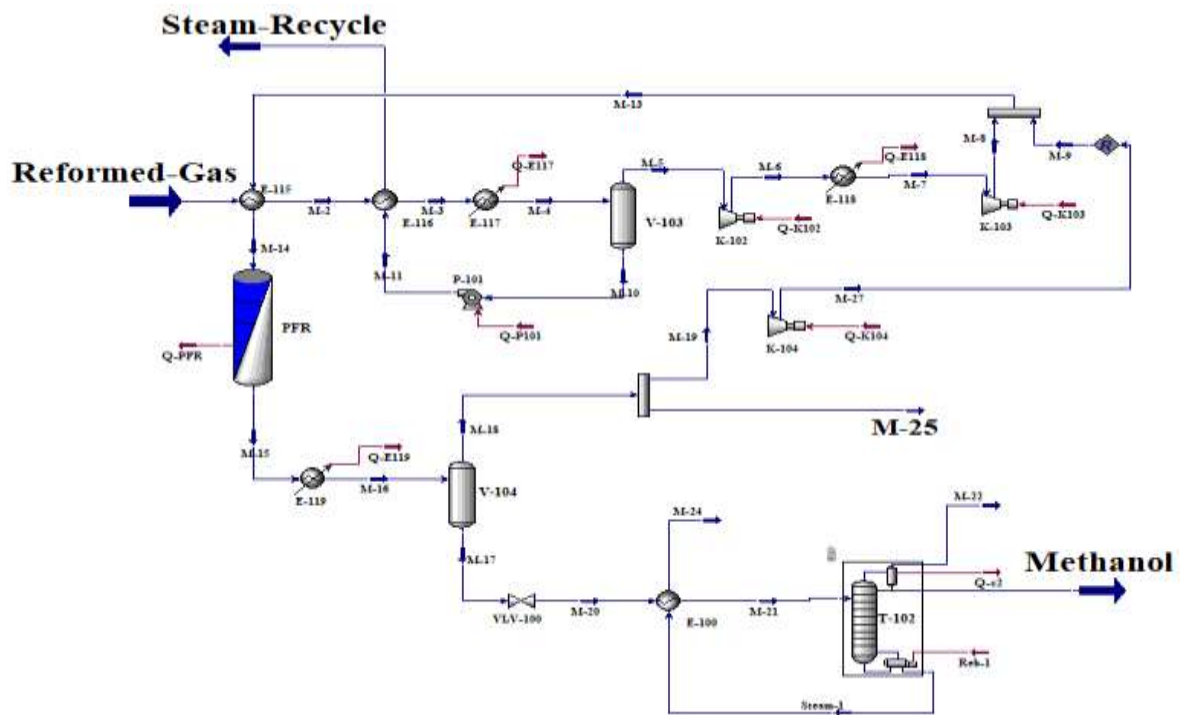 Steam-Recycle
M-13
M-8
M-9
R
Reformed-Gas
E-115
M-2
M-3
Q-E117
M-4
E-116
E-117
M-5
V-103
M-6
Q-E118
M-7
E-118
K-102
Q-K102
K-103
Q-K103
M-14
M-11
P-101
M-10
Q-P101
PFR
Q-PFR
M-19
M-27
K-104
Q-K104
M-25
M-18
M-15
Q-E119
M-16
E-119
V-104
M-17
M-24
M-22
Methanol
Q-c2
VLV-100
M-20
E-100
M-21
T-102
Reb-1
Steam-1